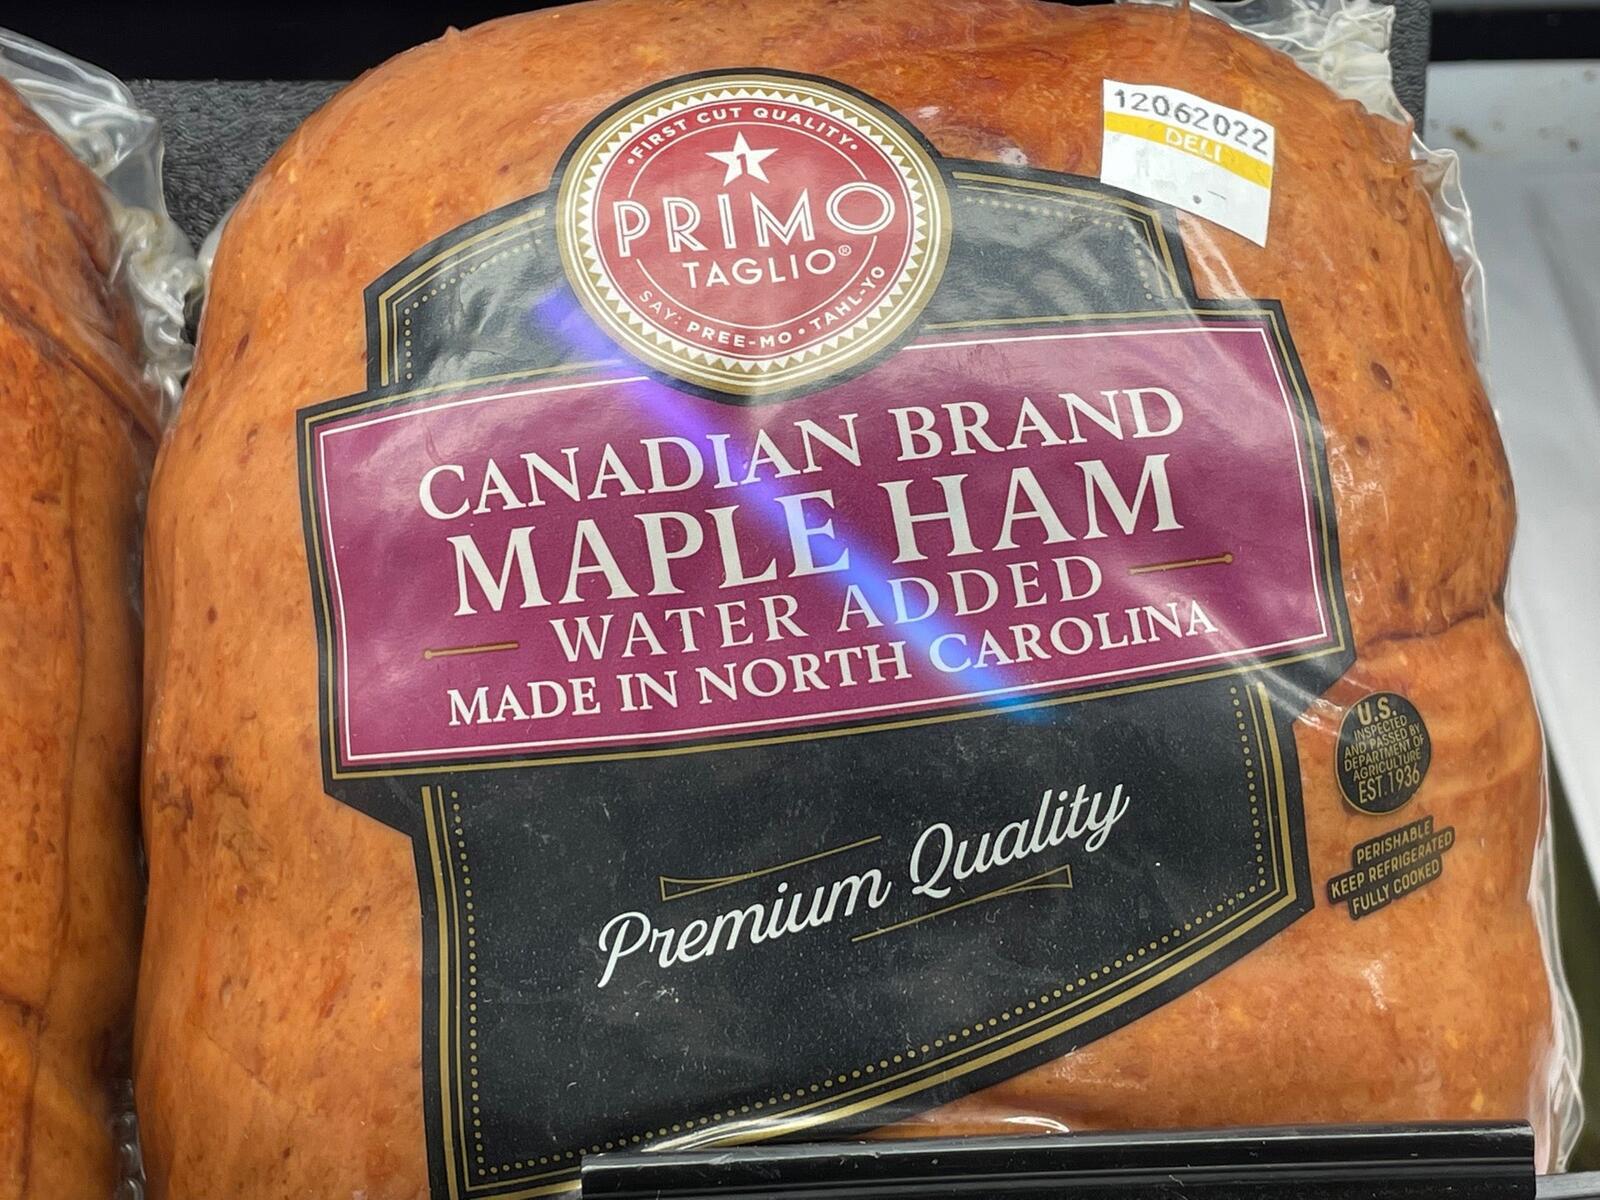 12062022
DELI
• FIRST CUT QUALITY •
1
PRIMO
TAGLIO®
SAY: PREE-MO • TAHL-YO
CANADIAN BRAND
MAPLE HAM
WATER ADDED
MADE IN NORTH CAROLINA
Premium Quality
U.S.
INSPECTED
AND PASSED BY
DEPARTMENT OF
AGRICULTURE
EST. 1936
PERISHABLE
KEEP REFRIGERATED
FULLY COOKED